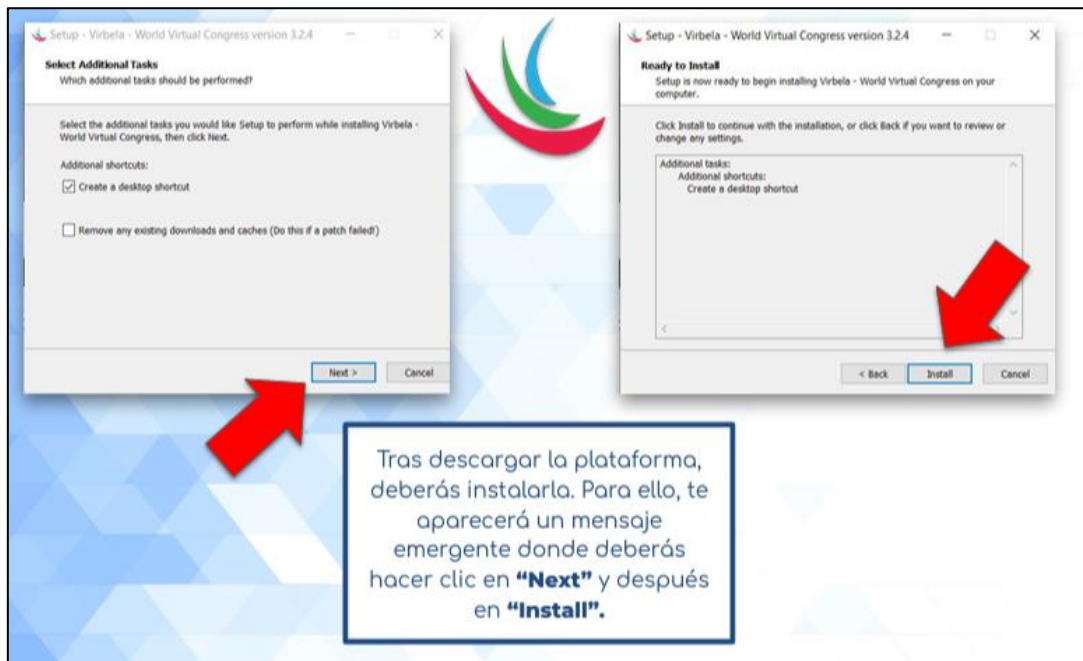 Setup - Virbela - World Virtual Congress version 3.2.4
Select Additional Tasks
Which additional tasks should be performed?
Select the additional tasks you would like Setup to perform while installing Virbela -
World Virtual Congress, then click Next.
Additional shortcuts:
Create a desktop shortcut
Remove any existing downloads and caches (Do this if a patch failed!)
Next >
Cancel
Setup - Virbela - World Virtual Congress version 3.2.4
Ready to Install
Setup is now ready to begin installing Virbela - World Virtual Congress on your
computer.
Click Install to continue with the installation, or click Back if you want to review or
change any settings.
Additional tasks:
Additional shortcuts:
Create a desktop shortcut
< Back
Install
Cancel
Tras descargar la plataforma,
deberás instalarla. Para ello, te
aparecerá un mensaje
emergente donde deberás
hacer clic en “Next” y después
en “Install”.